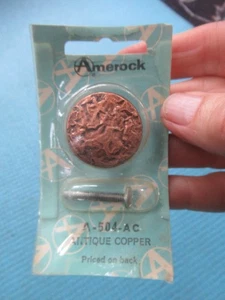 Amerock
A-504-AC
ANTIQUE COPPER
Priced on back